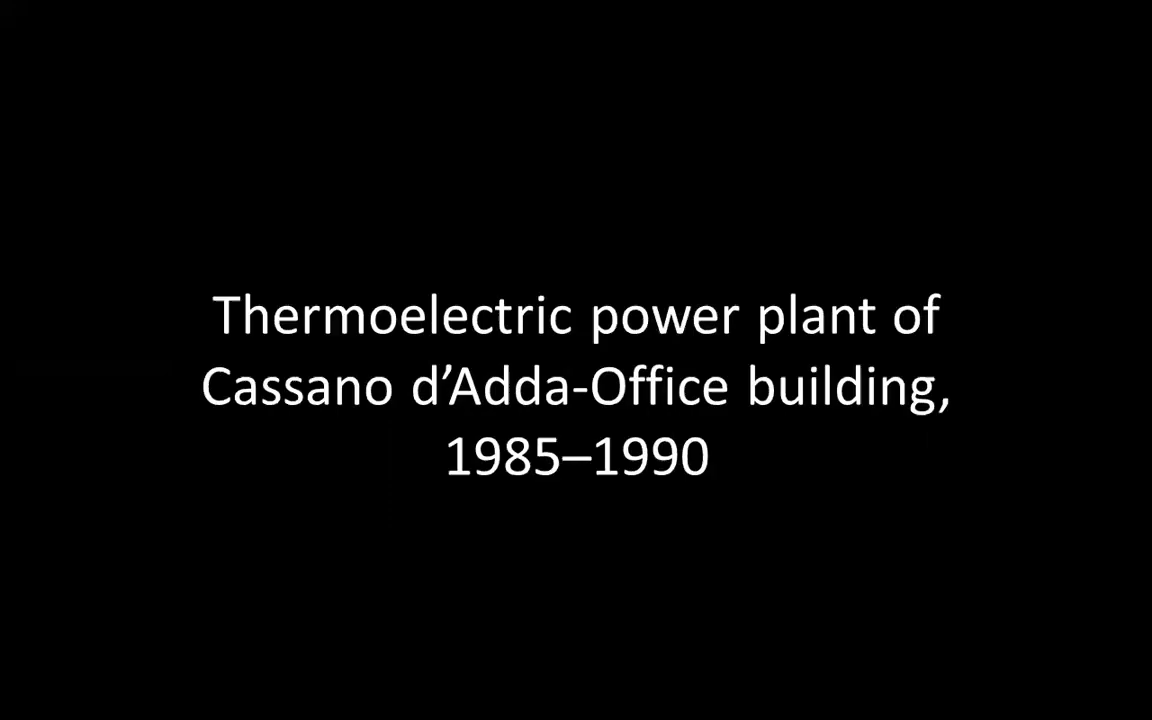 Thermoelectric power plant of
Cassano d’Adda-Office building,
1985–1990